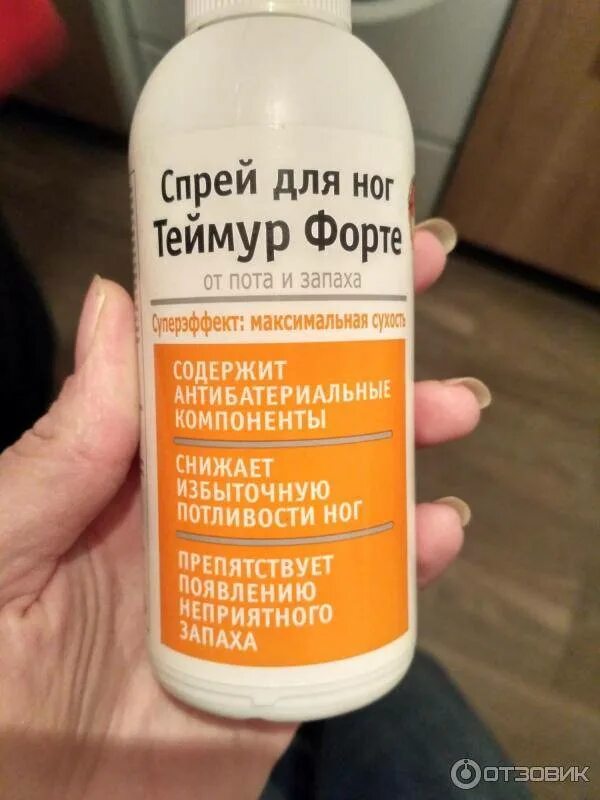 Спрей для ног
Теймур Форте
от пота и запаха
Суперэффект: максимальная сухость
СОДЕРЖИТ
АНТИБАТЕРИАЛЬНЫЕ
КОМПОНЕНТЫ
СНИЖАЕТ
ИЗБЫТОЧНУЮ
ПОТЛИВОСТИ НОГ
ПРЕПЯТСТВУЕТ
ПОЯВЛЕНИЮ
НЕПРИЯТНОГО
ЗАПАХА
ОТЗОВИК